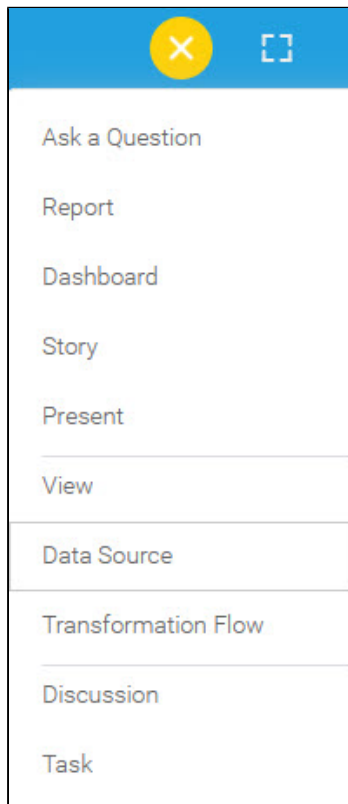 Ask a Question
Report
Dashboard
Story
Present
View
Data Source
Transformation Flow
Discussion
Task